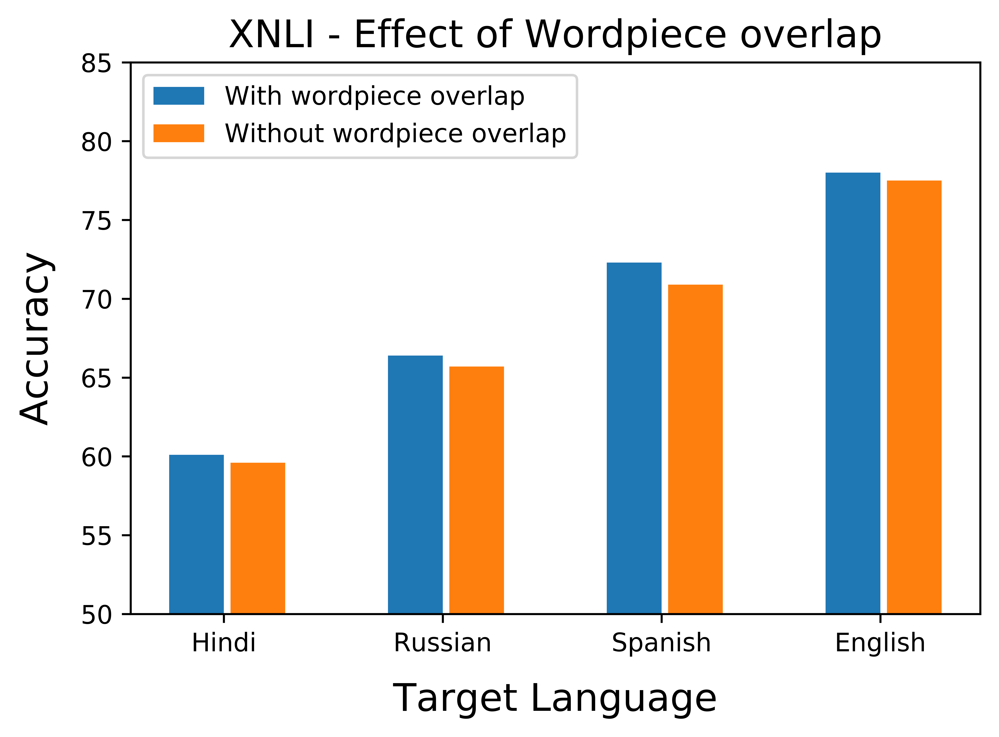 XNLI - Effect of Wordpiece overlap
With wordpiece overlap
Without wordpiece overlap
85
80
75
70
65
60
55
50
Accuracy
Hindi Russian Spanish English
Target Language